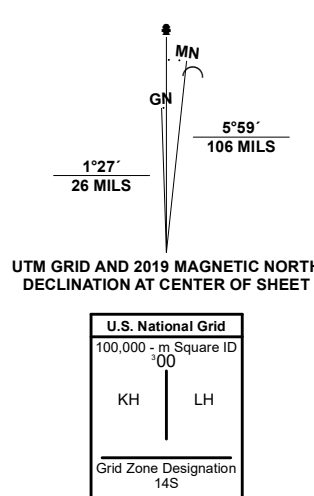 MN
GN
5°59´
106 MILS
1°27´
26 MILS
UTM GRID AND 2019 MAGNETIC NORTH
DECLINATION AT CENTER OF SHEET
U.S. National Grid
100,000 - m Square ID
³00
KH LH
Grid Zone Designation
14S